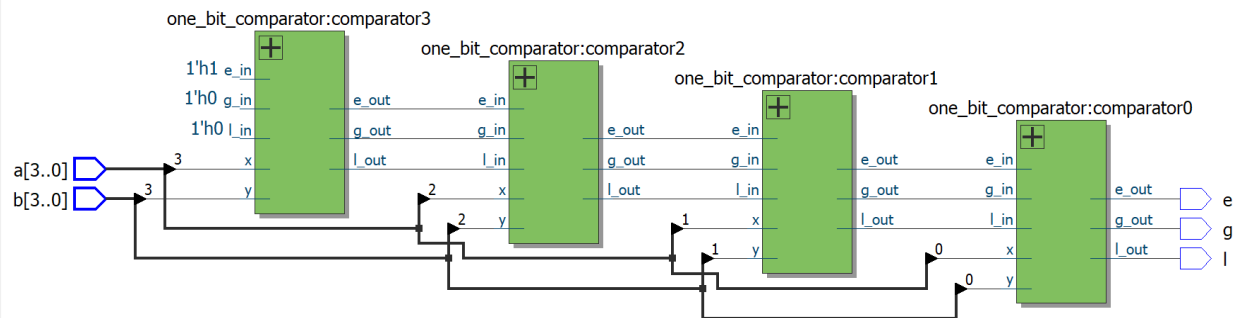 one_bit_comparator:comparator3
1'h1 e_in
1'h0 g_in
1'h0 l_in
x
y
e_out
g_out
l_out
a[3..0]
b[3..0]
3
3
one_bit_comparator:comparator2
e_in
g_in
l_in
2
x
2
y
e_out
g_out
l_out
one_bit_comparator:comparator1
e_in
g_in
l_in
1
x
1
y
e_out
g_out
l_out
one_bit_comparator:comparator0
e_in
g_in
l_in
0
x
0
y
e_out
g_out
l_out
e
g
l